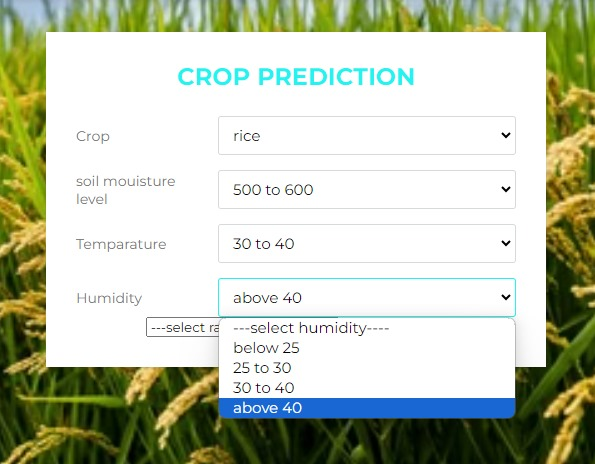 CROP PREDICTION
Crop
rice
soil mouisture
level
500 to 600
Temparature
30 to 40
Humidity
above 40
---select
---select humidity----
below 25
25 to 30
30 to 40
above 40